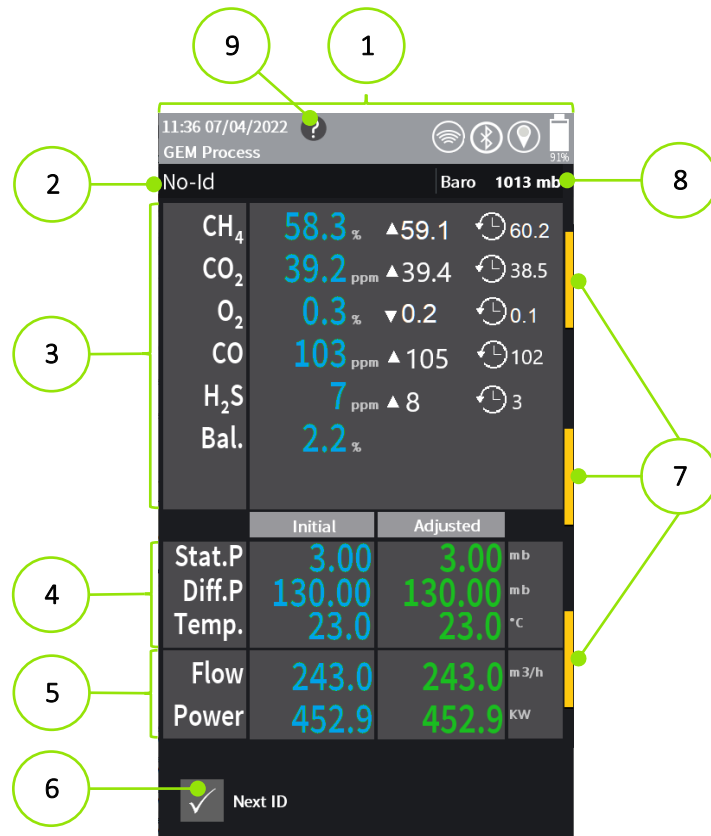 9
1
11:36 07/04/2022 ?
GEM Process
91%
2
No-Id
Baro 1013 mb
8
CH₄ 58.3 % ▲59.1 60.2
CO₂ 39.2 ppm ▲39.4 38.5
O₂ 0.3 % ▼0.2 0.1
3
CO 103 ppm ▲105 102
H₂S 7 ppm ▲8 3
Bal. 2.2 %
7
Initial Adjusted
Stat.P 3.00 3.00 mb
4
Diff.P 130.00 130.00 mb
Temp. 23.0 23.0 °C
5
Flow 243.0 243.0 m3/h
Power 452.9 452.9 KW
6
Next ID